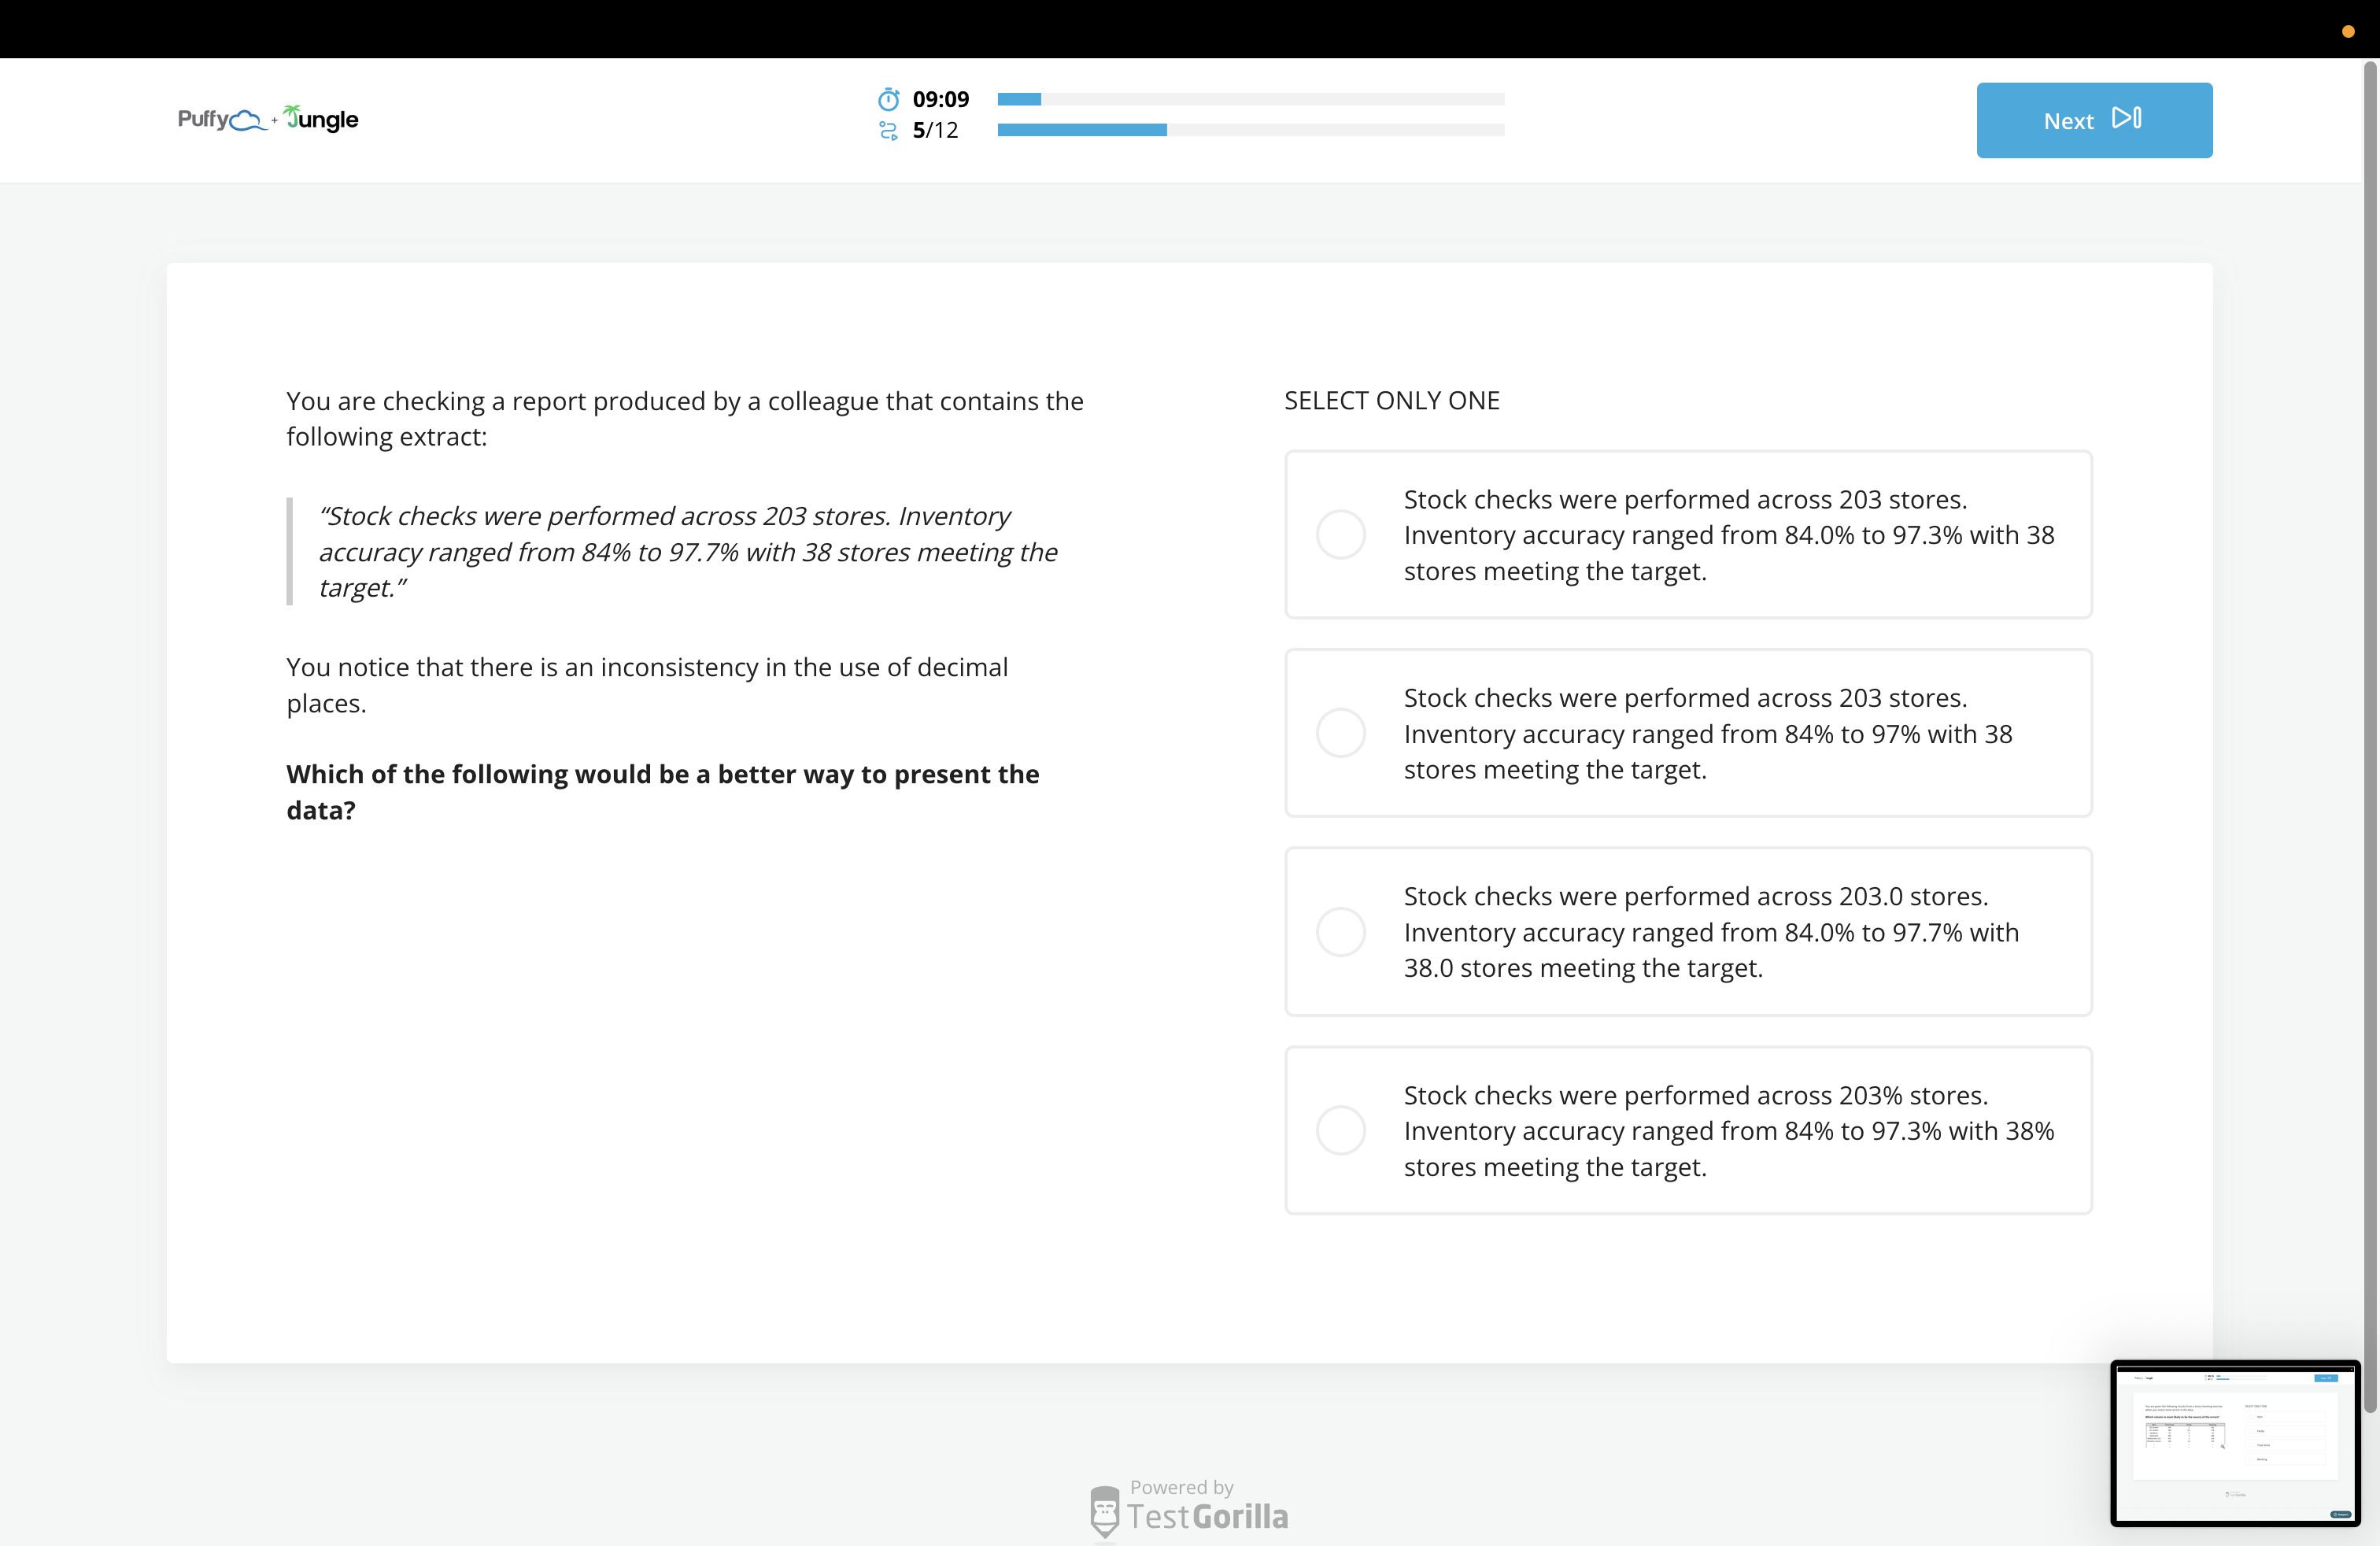 Puffy + Jungle
09:09
5/12
Next
You are checking a report produced by a colleague that contains the
following extract:
“Stock checks were performed across 203 stores. Inventory
accuracy ranged from 84% to 97.7% with 38 stores meeting the
target.”
You notice that there is an inconsistency in the use of decimal
places.
Which of the following would be a better way to present the
data?
SELECT ONLY ONE
Stock checks were performed across 203 stores.
Inventory accuracy ranged from 84.0% to 97.3% with 38
stores meeting the target.
Stock checks were performed across 203 stores.
Inventory accuracy ranged from 84% to 97% with 38
stores meeting the target.
Stock checks were performed across 203.0 stores.
Inventory accuracy ranged from 84.0% to 97.7% with
38.0 stores meeting the target.
Stock checks were performed across 203% stores.
Inventory accuracy ranged from 84% to 97.3% with 38%
stores meeting the target.
Powered by
TestGorilla